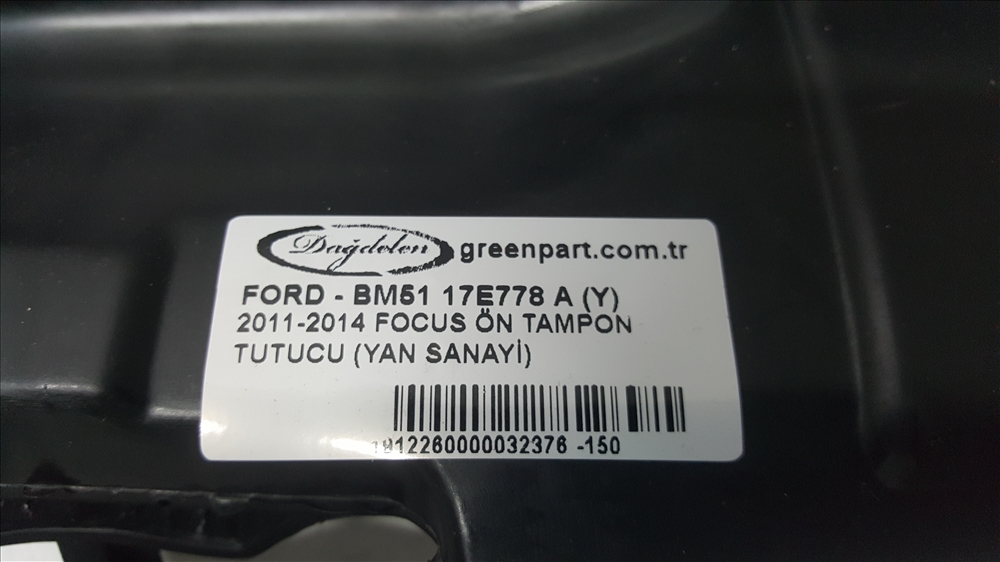 Dağdelen greenpart.com.tr
FORD - BM51 17E778 A (Y)
2011-2014 FOCUS ÖN TAMPON
TUTUCU (YAN SANAYİ)
1812260000032376 -150